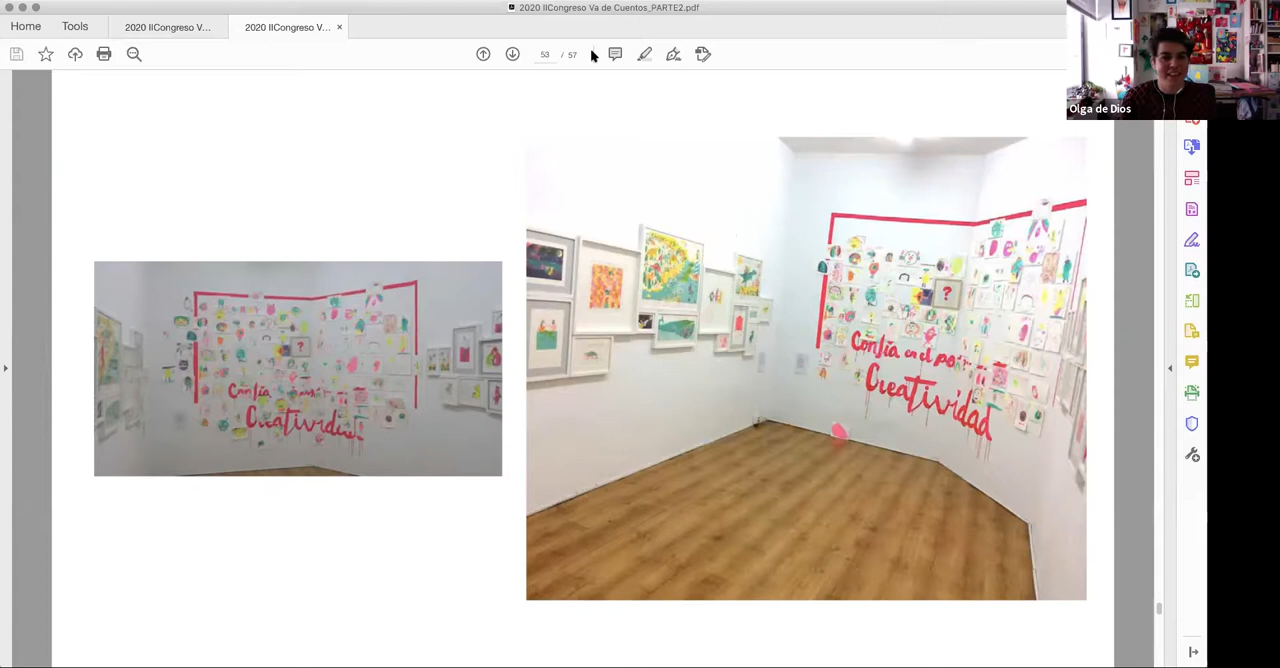 2020 IICongreso Va de Cuentos_PARTE2.pdf
Home
Tools
2020 IICongreso V...
2020 IICongreso V...
×
53 / 57
Olga de Dios
?
Confía
Creatividad
?
Confía en el po
Creatividad